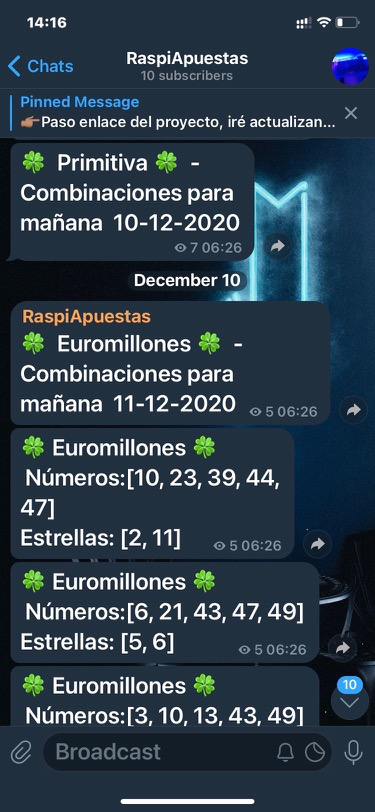 14:16
Chats
RaspiApuestas
10 subscribers
Pinned Message
👉🏽Paso enlace del proyecto, iré actualizan...
🍀 Primitiva 🍀 -
Combinaciones para
mañana 10-12-2020
7 06:26
December 10
RaspiApuestas
🍀 Euromillones 🍀 -
Combinaciones para
mañana 11-12-2020
5 06:26
🍀 Euromillones 🍀
Números:[10, 23, 39, 44,
47]
Estrellas: [2, 11]
5 06:26
🍀 Euromillones 🍀
Números:[6, 21, 43, 47, 49]
Estrellas: [5, 6]
5 06:26
🍀 Euromillones 🍀
10
Números:[3, 10, 13, 43, 49]
Broadcast